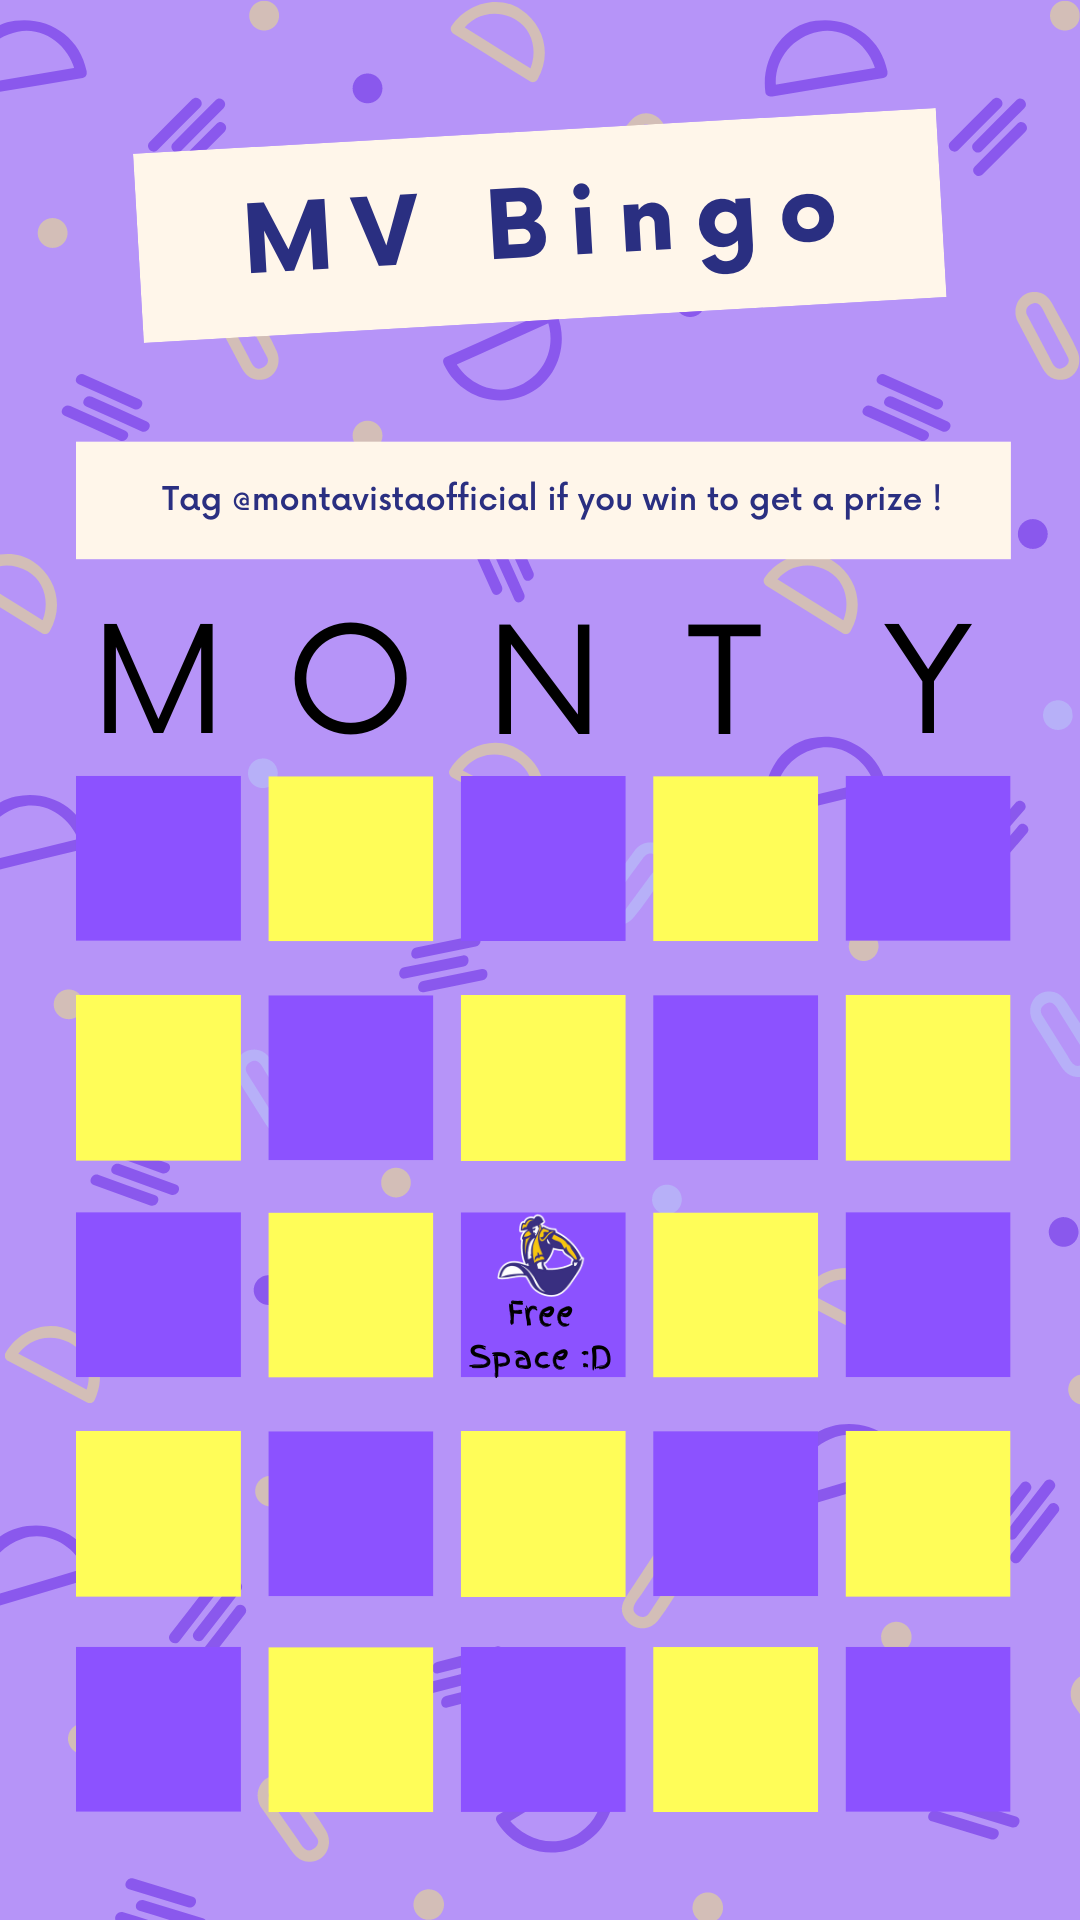 MV Bingo
Tag @montavistaofficial if you win to get a prize !
M O N T Y
Free
Space :D